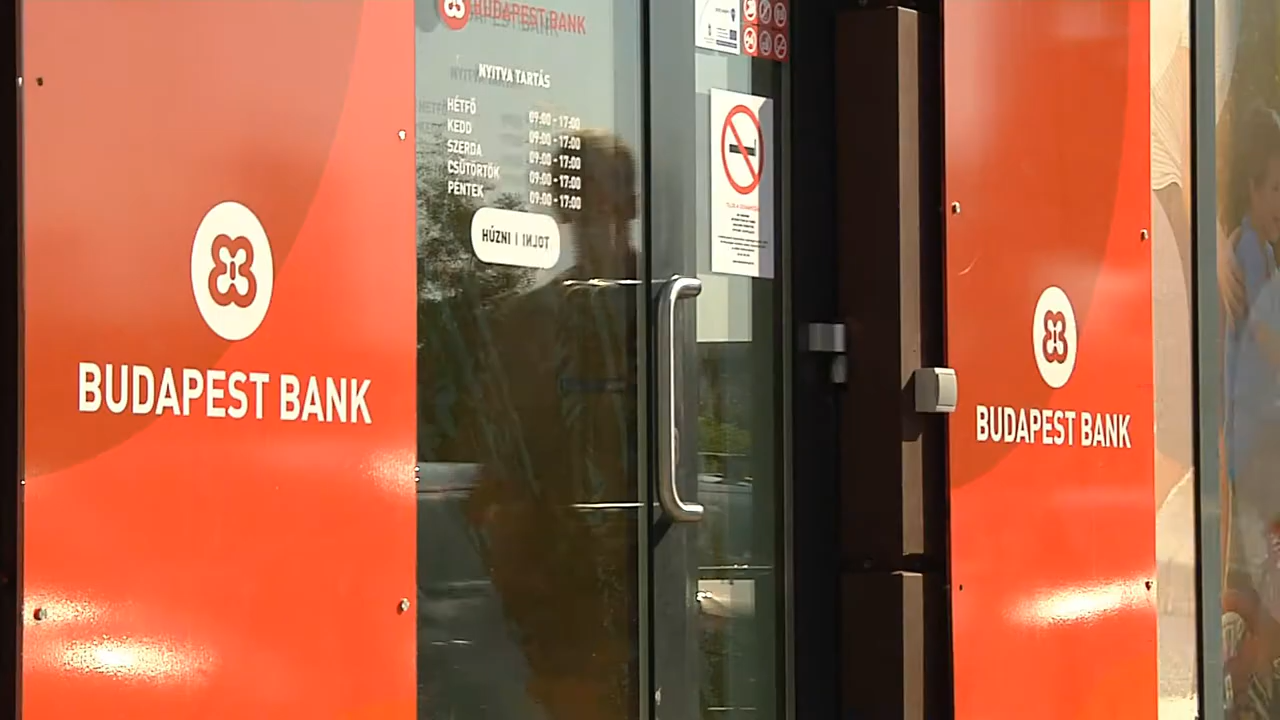 BUDAPEST BANK
NYITVA TARTÁS
HÉTFŐ 09:00 - 17:00
KEDD 09:00 - 17:00
SZERDA 09:00 - 17:00
CSÜTÖRTÖK 09:00 - 17:00
PÉNTEK 09:00 - 17:00
HÚZNI | TOLNI
BUDAPEST BANK
BUDAPEST BANK